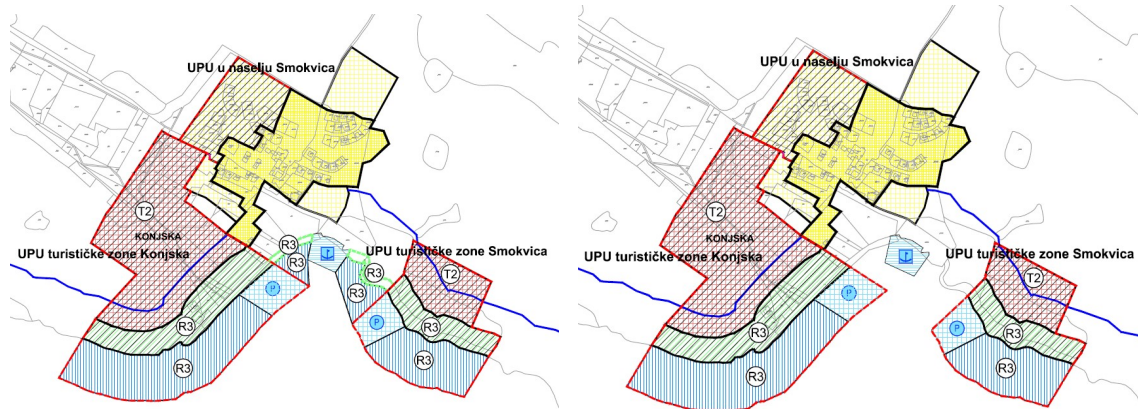 UPU u naselju Smokvica
T2
KONJSKA
UPU turističke zone Konjska
R3
R3
R3
UPU turističke zone Smokvica
R3
T2
P
R3
P
R3
R3
R3
UPU u naselju Smokvica
T2
KONJSKA
UPU turističke zone Konjska
UPU turističke zone Smokvica
T2
P
R3
P
R3
R3
R3